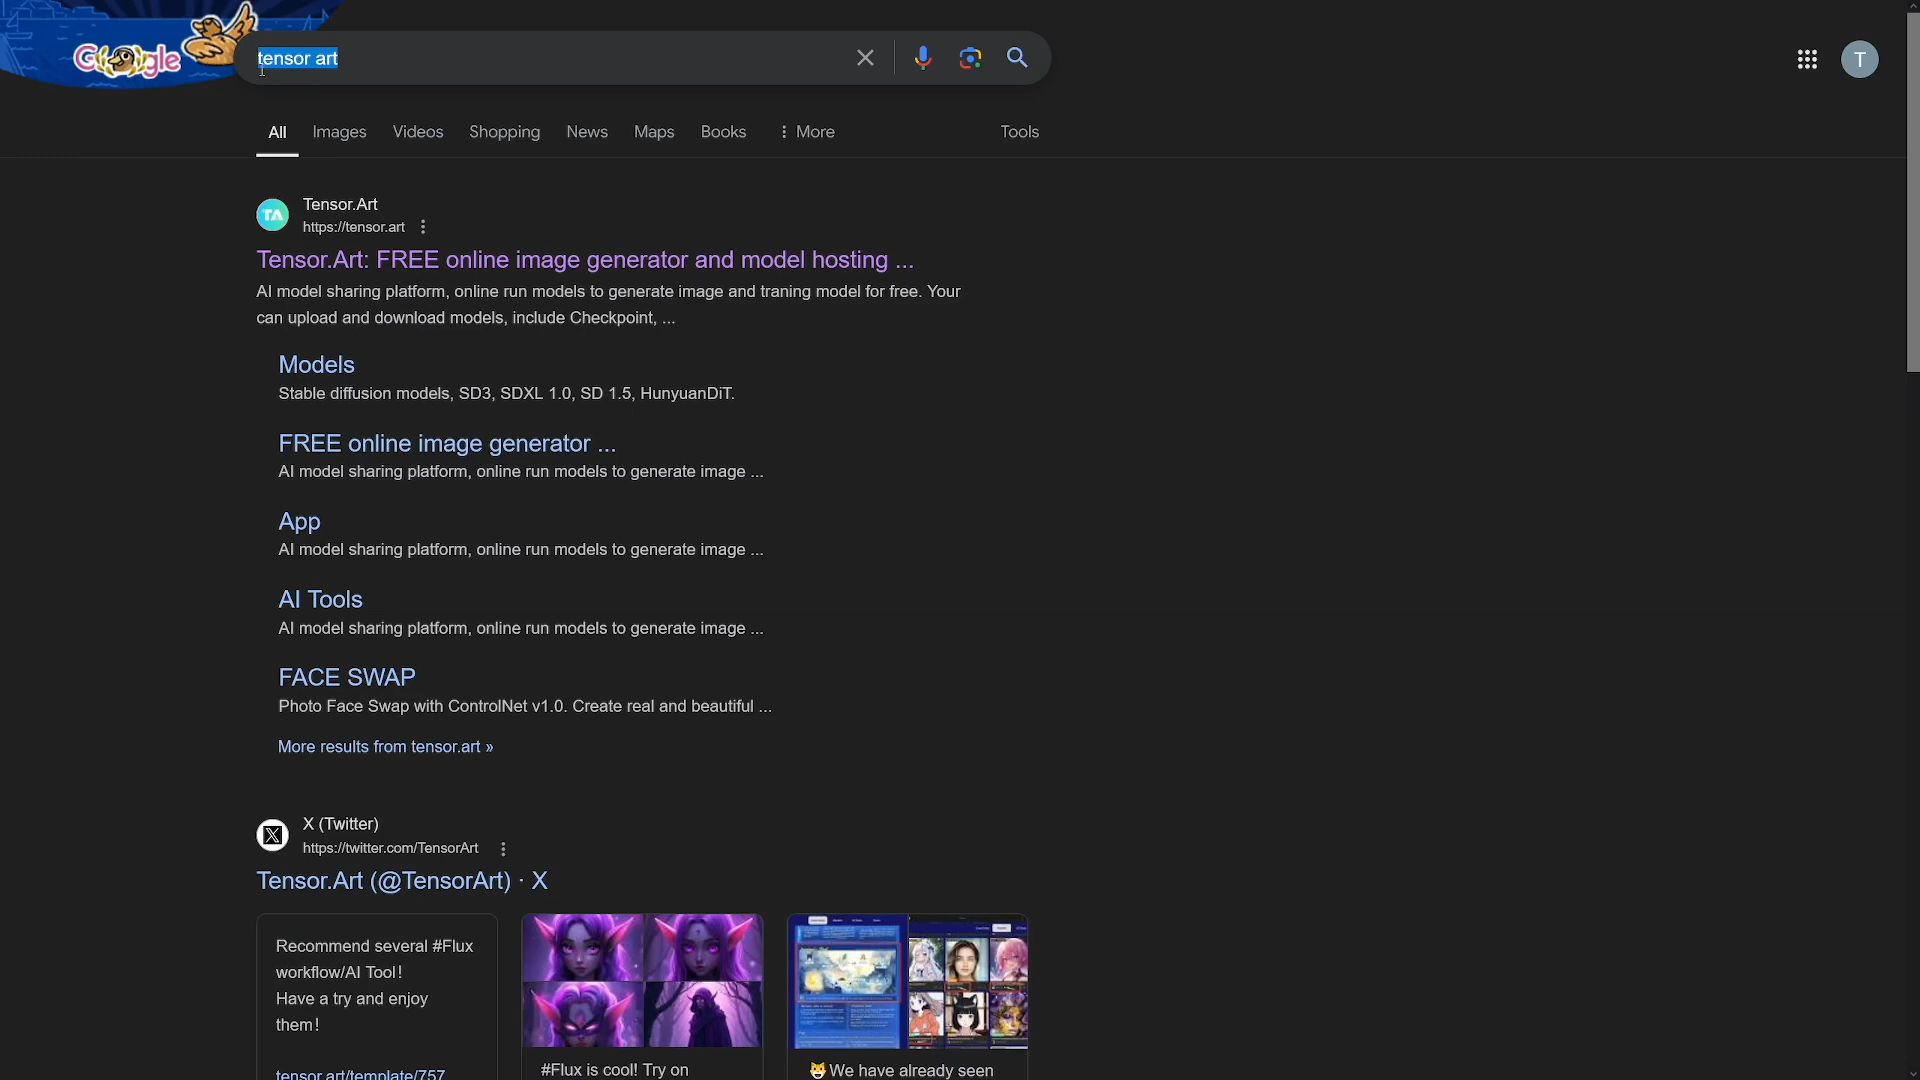 Google
tensor art
T
All Images Videos Shopping News Maps Books More Tools
TA
Tensor.Art
https://tensor.art
Tensor.Art: FREE online image generator and model hosting ...
AI model sharing platform, online run models to generate image and traning model for free. Your
can upload and download models, include Checkpoint, ...
Models
Stable diffusion models, SD3, SDXL 1.0, SD 1.5, HunyuanDiT.
FREE online image generator ...
AI model sharing platform, online run models to generate image ...
App
AI model sharing platform, online run models to generate image ...
AI Tools
AI model sharing platform, online run models to generate image ...
FACE SWAP
Photo Face Swap with ControlNet v1.0. Create real and beautiful ...
More results from tensor.art »
X
X (Twitter)
https://twitter.com/TensorArt
Tensor.Art (@TensorArt) · X
Recommend several #Flux
workflow/AI Tool!
Have a try and enjoy
them!
tensor.art/template/757
#Flux is cool! Try on
😺 We have already seen